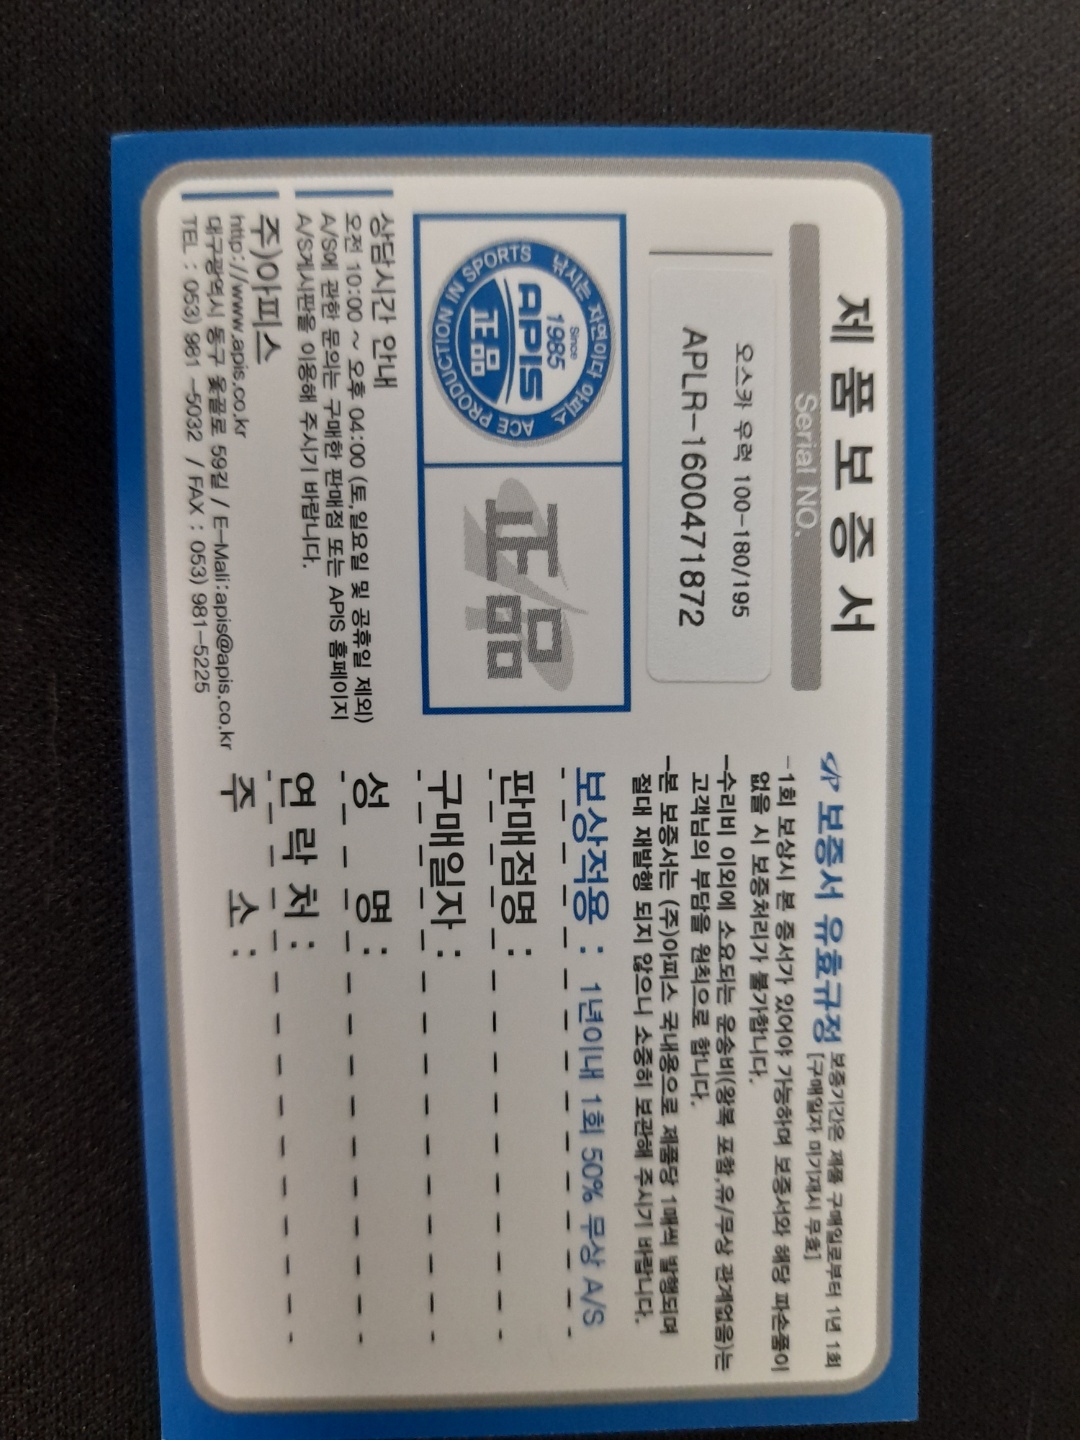 제품보증서
Serial NO.
오스카 우럭 100-180/195
APLR-1600471872
낚시는 자연이다 아피스
Since
1985
APIS
正品
ACE PRODUCTION IN SPORTS
正品
상담시간 안내
오전 10:00 ~ 오후 04:00 (토,일요일 및 공휴일 제외)
A/S에 관한 문의는 구매한 판매점 또는 APIS 홈페이지
A/S게시판을 이용해 주시기 바랍니다.
주)아피스
http://www.apis.co.kr
대구광역시 동구 옻골로 59길 / E-Mali:apis@apis.co.kr
TEL : 053) 981-5032 / FAX : 053) 981-5225
보증서 유효규정 보증기간은 제품 구매일로부터 1년 1회
[구매일자 미기재시 무효]
-1회 보상시 본 증서가 있어야 가능하며 보증서와 해당 파손품이
없을 시 보증처리가 불가합니다.
-수리비 이외에 소요되는 운송비(왕복 포함,유/무상 관계없음)는
고객님의 부담을 원칙으로 합니다.
-본 보증서는 (주)아피스 국내용으로 제품당 1매씩 발행되며
절대 재발행 되지 않으니 소중히 보관해 주시기 바랍니다.
보상적용 : 1년이내 1회 50% 무상 A/S
판매점명 :
구매일자 :
성 명 :
연 락 처 :
주 소 :